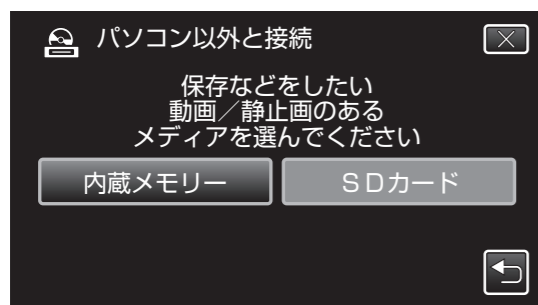 パソコン以外と接続
保存などをしたい
動画／静止画のある
メディアを選んでください
内蔵メモリー
ＳＤカード